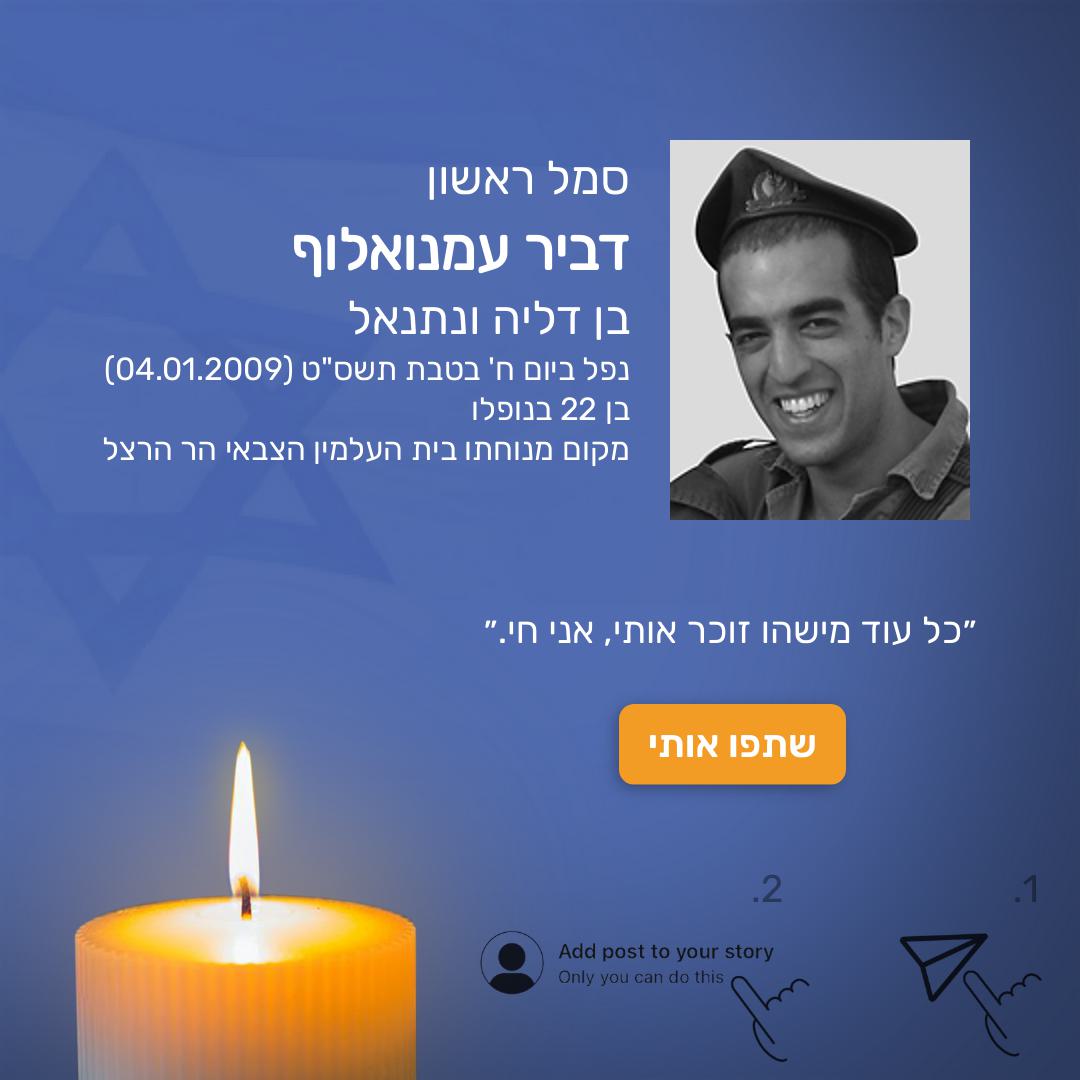 סמל ראשון
דביר עמנואלוף
בן דליה ונתנאל
נפל ביום ח' בטבת תשס"ט (04.01.2009)
בן 22 בנופלו
מקום מנוחתו בית העלמין הצבאי הר הרצל
״כל עוד מישהו זוכר אותי, אני חי.״
שתפו אותי
.1
.2
Add post to your story
Only you can do this